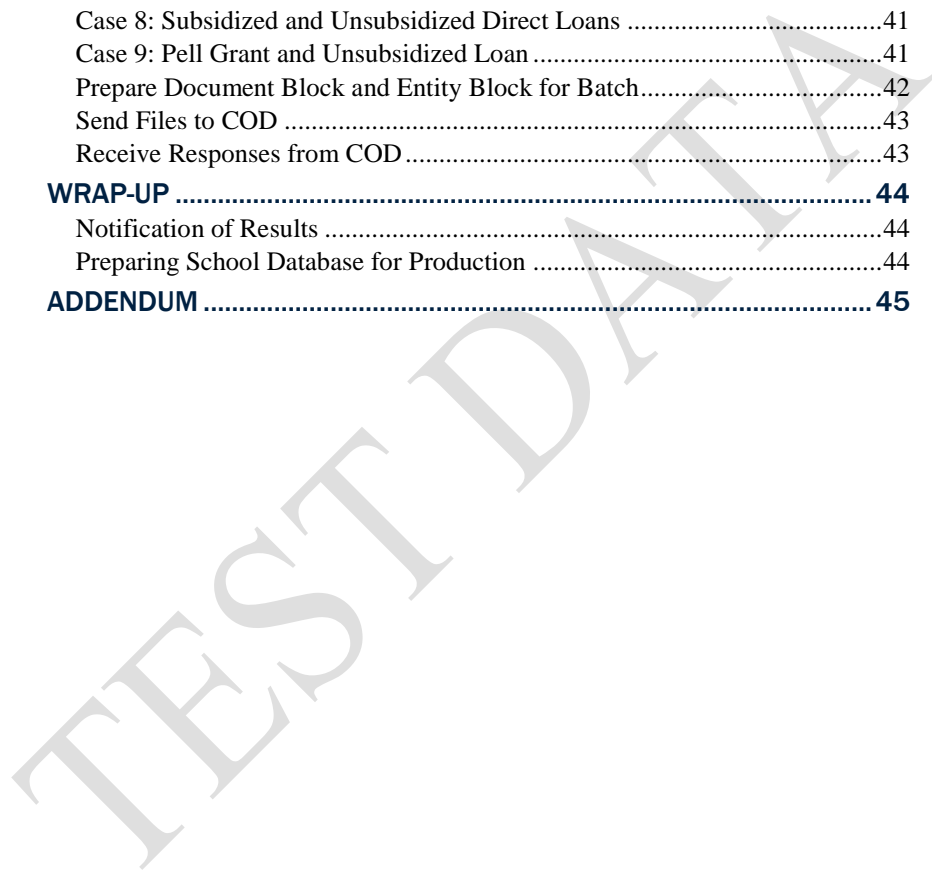 Case 8: Subsidized and Unsubsidized Direct Loans ................................................41
Case 9: Pell Grant and Unsubsidized Loan ................................................41
Prepare Document Block and Entity Block for Batch................................................42
Send Files to COD ................................................43
Receive Responses from COD................................................43
WRAP-UP ................................................ 44
Notification of Results ................................................44
Preparing School Database for Production ................................................44
ADDENDUM ................................................ 45
TEST DATA